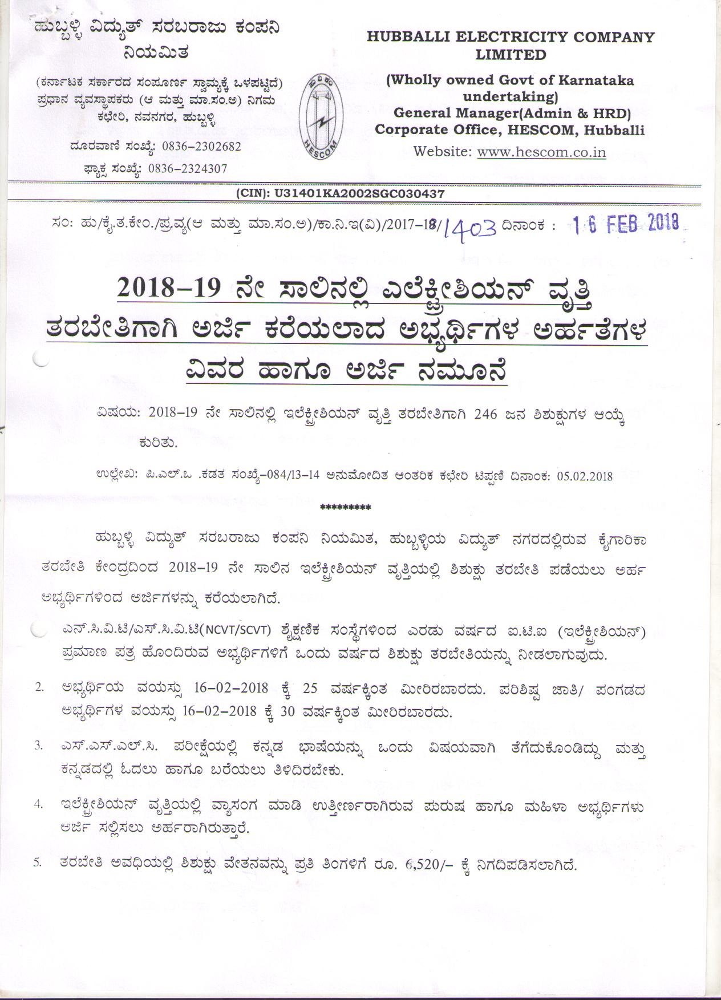 ಹುಬ್ಬಳ್ಳಿ ವಿದ್ಯುತ್ ಸರಬರಾಜು ಕಂಪನಿ
ನಿಯಮಿತ
(ಕರ್ನಾಟಕ ಸರ್ಕಾರದ ಸಂಪೂರ್ಣ ಸ್ವಾಮ್ಯಕ್ಕೆ ಒಳಪಟ್ಟಿದೆ)
ಪ್ರಧಾನ ವ್ಯವಸ್ಥಾಪಕರು (ಆ ಮತ್ತು ಮಾ.ಸಂ.ಅ) ನಿಗಮ
ಕಛೇರಿ, ನವನಗರ, ಹುಬ್ಬಳ್ಳಿ
ದೂರವಾಣಿ ಸಂಖ್ಯೆ: 0836-2302682
ಫ್ಯಾಕ್ಸ ಸಂಖ್ಯೆ: 0836-2324307
ಹು ವಿ ಕಂ
HESCOM
HUBBALLI ELECTRICITY COMPANY
LIMITED
(Wholly owned Govt of Karnataka
undertaking)
General Manager(Admin & HRD)
Corporate Office, HESCOM, Hubballi
Website: www.hescom.co.in
(CIN): U31401KA2002SGC030437
ಸಂ: ಹು/ಕೈ.ತ.ಕೇಂ./ಪ್ರ.ವ್ಯ(ಆ ಮತ್ತು ಮಾ.ಸಂ.ಅ)/ಕಾ.ನಿ.ಇ(ವಿ)/2017-18/1403 ದಿನಾಂಕ : 16 FEB 2018
2018-19 ನೇ ಸಾಲಿನಲ್ಲಿ ಎಲೆಕ್ಟ್ರೀಶಿಯನ್ ವೃತ್ತಿ
ತರಬೇತಿಗಾಗಿ ಅರ್ಜಿ ಕರೆಯಲಾದ ಅಭ್ಯರ್ಥಿಗಳ ಅರ್ಹತೆಗಳ
ವಿವರ ಹಾಗೂ ಅರ್ಜಿ ನಮೂನೆ
ವಿಷಯ: 2018-19 ನೇ ಸಾಲಿನಲ್ಲಿ ಇಲೆಕ್ಟ್ರೀಶಿಯನ್ ವೃತ್ತಿ ತರಬೇತಿಗಾಗಿ 246 ಜನ ಶಿಶುಕ್ಷುಗಳ ಆಯ್ಕೆ
ಕುರಿತು.
ಉಲ್ಲೇಖ: ಪಿ.ಎಲ್.ಒ .ಕಡತ ಸಂಖ್ಯೆ-084/13-14 ಅನುಮೋದಿತ ಆಂತರಿಕ ಕಛೇರಿ ಟಿಪ್ಪಣಿ ದಿನಾಂಕ: 05.02.2018
*********
ಹುಬ್ಬಳ್ಳಿ ವಿದ್ಯುತ್ ಸರಬರಾಜು ಕಂಪನಿ ನಿಯಮಿತ, ಹುಬ್ಬಳ್ಳಿಯ ವಿದ್ಯುತ್ ನಗರದಲ್ಲಿರುವ ಕೈಗಾರಿಕಾ
ತರಬೇತಿ ಕೇಂದ್ರದಿಂದ 2018-19 ನೇ ಸಾಲಿನ ಇಲೆಕ್ಟ್ರೀಶಿಯನ್ ವೃತ್ತಿಯಲ್ಲಿ ಶಿಶುಕ್ಷು ತರಬೇತಿ ಪಡೆಯಲು ಅರ್ಹ
ಅಭ್ಯರ್ಥಿಗಳಿಂದ ಅರ್ಜಿಗಳನ್ನು ಕರೆಯಲಾಗಿದೆ.
ಎನ್.ಸಿ.ವಿ.ಟಿ/ಎಸ್.ಸಿ.ವಿ.ಟಿ(NCVT/SCVT) ಶೈಕ್ಷಣಿಕ ಸಂಸ್ಥೆಗಳಿಂದ ಎರಡು ವರ್ಷದ ಐ.ಟಿ.ಐ (ಇಲೆಕ್ಟ್ರೀಶಿಯನ್)
ಪ್ರಮಾಣ ಪತ್ರ ಹೊಂದಿರುವ ಅಭ್ಯರ್ಥಿಗಳಿಗೆ ಒಂದು ವರ್ಷದ ಶಿಶುಕ್ಷು ತರಬೇತಿಯನ್ನು ನೀಡಲಾಗುವುದು.
2. ಅಭ್ಯರ್ಥಿಯ ವಯಸ್ಸು 16-02-2018 ಕ್ಕೆ 25 ವರ್ಷಕ್ಕಿಂತ ಮೀರಿರಬಾರದು. ಪರಿಶಿಷ್ಟ ಜಾತಿ/ ಪಂಗಡದ
ಅಭ್ಯರ್ಥಿಗಳ ವಯಸ್ಸು 16-02-2018 ಕ್ಕೆ 30 ವರ್ಷಕ್ಕಿಂತ ಮೀರಿರಬಾರದು.
3. ಎಸ್.ಎಸ್.ಎಲ್.ಸಿ. ಪರೀಕ್ಷೆಯಲ್ಲಿ ಕನ್ನಡ ಭಾಷೆಯನ್ನು ಒಂದು ವಿಷಯವಾಗಿ ತೆಗೆದುಕೊಂಡಿದ್ದು ಮತ್ತು
ಕನ್ನಡದಲ್ಲಿ ಓದಲು ಹಾಗೂ ಬರೆಯಲು ತಿಳಿದಿರಬೇಕು.
4. ಇಲೆಕ್ಟ್ರೀಶಿಯನ್ ವೃತ್ತಿಯಲ್ಲಿ ವ್ಯಾಸಂಗ ಮಾಡಿ ಉತ್ತೀರ್ಣರಾಗಿರುವ ಪುರುಷ ಹಾಗೂ ಮಹಿಳಾ ಅಭ್ಯರ್ಥಿಗಳು
ಅರ್ಜಿ ಸಲ್ಲಿಸಲು ಅರ್ಹರಾಗಿರುತ್ತಾರೆ.
5. ತರಬೇತಿ ಅವಧಿಯಲ್ಲಿ ಶಿಶುಕ್ಷು ವೇತನವನ್ನು ಪ್ರತಿ ತಿಂಗಳಿಗೆ ರೂ. 6,520/- ಕ್ಕೆ ನಿಗದಿಪಡಿಸಲಾಗಿದೆ.